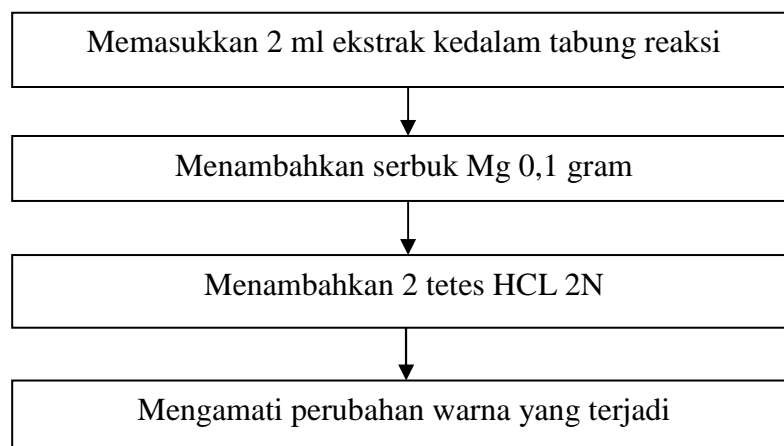 Memasukkan 2 ml ekstrak kedalam tabung reaksi
Menambahkan serbuk Mg 0,1 gram
Menambahkan 2 tetes HCL 2N
Mengamati perubahan warna yang terjadi